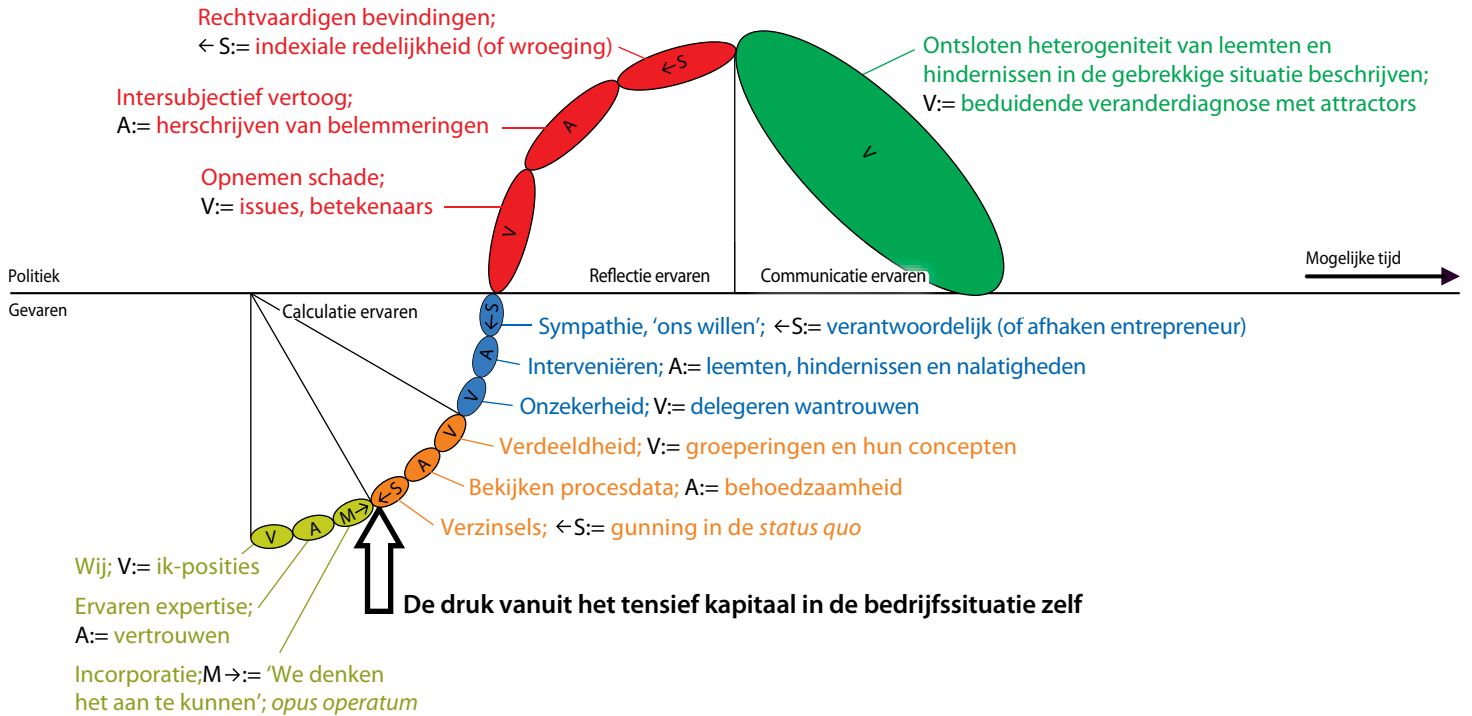 Rechtvaardigen bevindingen;
←S:= indexiale redelijkheid (of wroeging)
←S
Ontsloten heterogeniteit van leemten en
hindernissen in de gebrekkige situatie beschrijven;
V:= beduidende veranderdiagnose met attractors
V
Intersubjectief vertoog;
A:= herschrijven van belemmeringen
A
Opnemen schade;
V:= issues, betekenaars
V
Politiek
Reflectie ervaren
Communicatie ervaren
Mogelijke tijd
Gevaren
Calculatie ervaren
←S
Sympathie, ‘ons willen’; ←S:= verantwoordelijk (of afhaken entrepreneur)
A
Interveniëren; A:= leemten, hindernissen en nalatigheden
V
Onzekerheid; V:= delegeren wantrouwen
V
Verdeeldheid; V:= groeperingen en hun concepten
A
Bekijken procesdata; A:= behoedzaamheid
←S
Verzinsels; ←S:= gunning in de status quo
V
A
M→
Wij; V:= ik-posities
Ervaren expertise;
A:= vertrouwen
De druk vanuit het tensief kapitaal in de bedrijfssituatie zelf
Incorporatie;M→:= ‘We denken
het aan te kunnen’; opus operatum